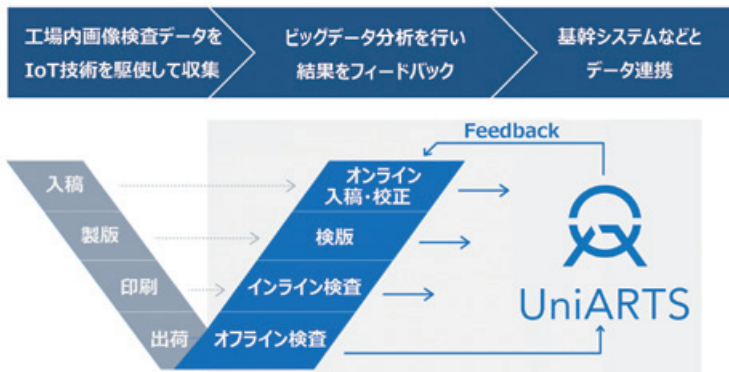 工場内画像検査データを
IoT技術を駆使して収集
ビッグデータ分析を行い
結果をフィードバック
基幹システムなどと
データ連携
Feedback
入稿
オンライン
入稿・校正
製版
検版
印刷
インライン検査
出荷
オフライン検査
UniARTS